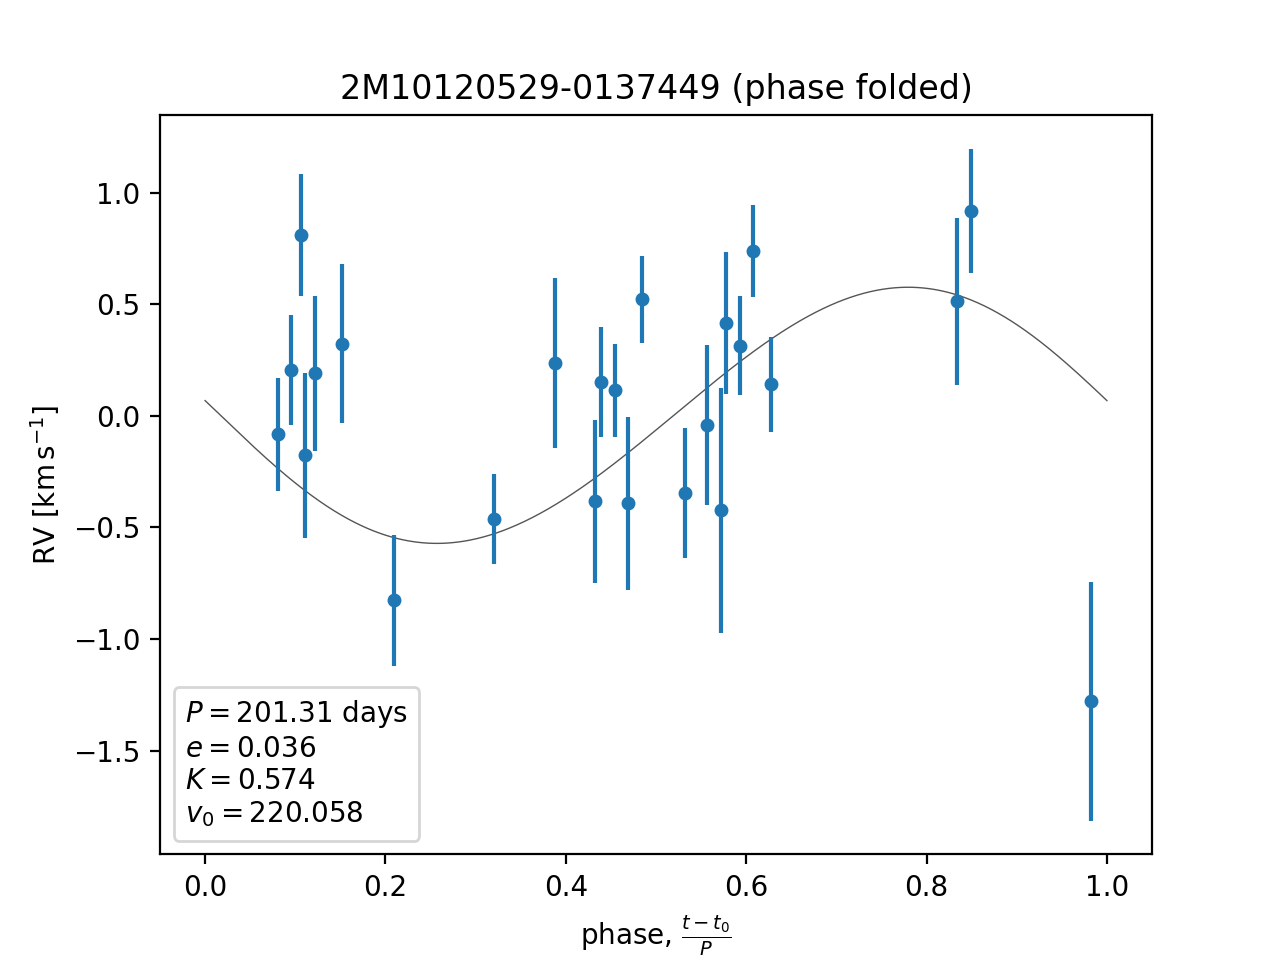 2M10120529-0137449 (phase folded)
RV [km s⁻¹]
1.0
0.5
0.0
−0.5
−1.0
−1.5
P = 201.31 days
e = 0.036
K = 0.574
v₀ = 220.058
0.0 0.2 0.4 0.6 0.8 1.0
phase, (t − t₀)/P